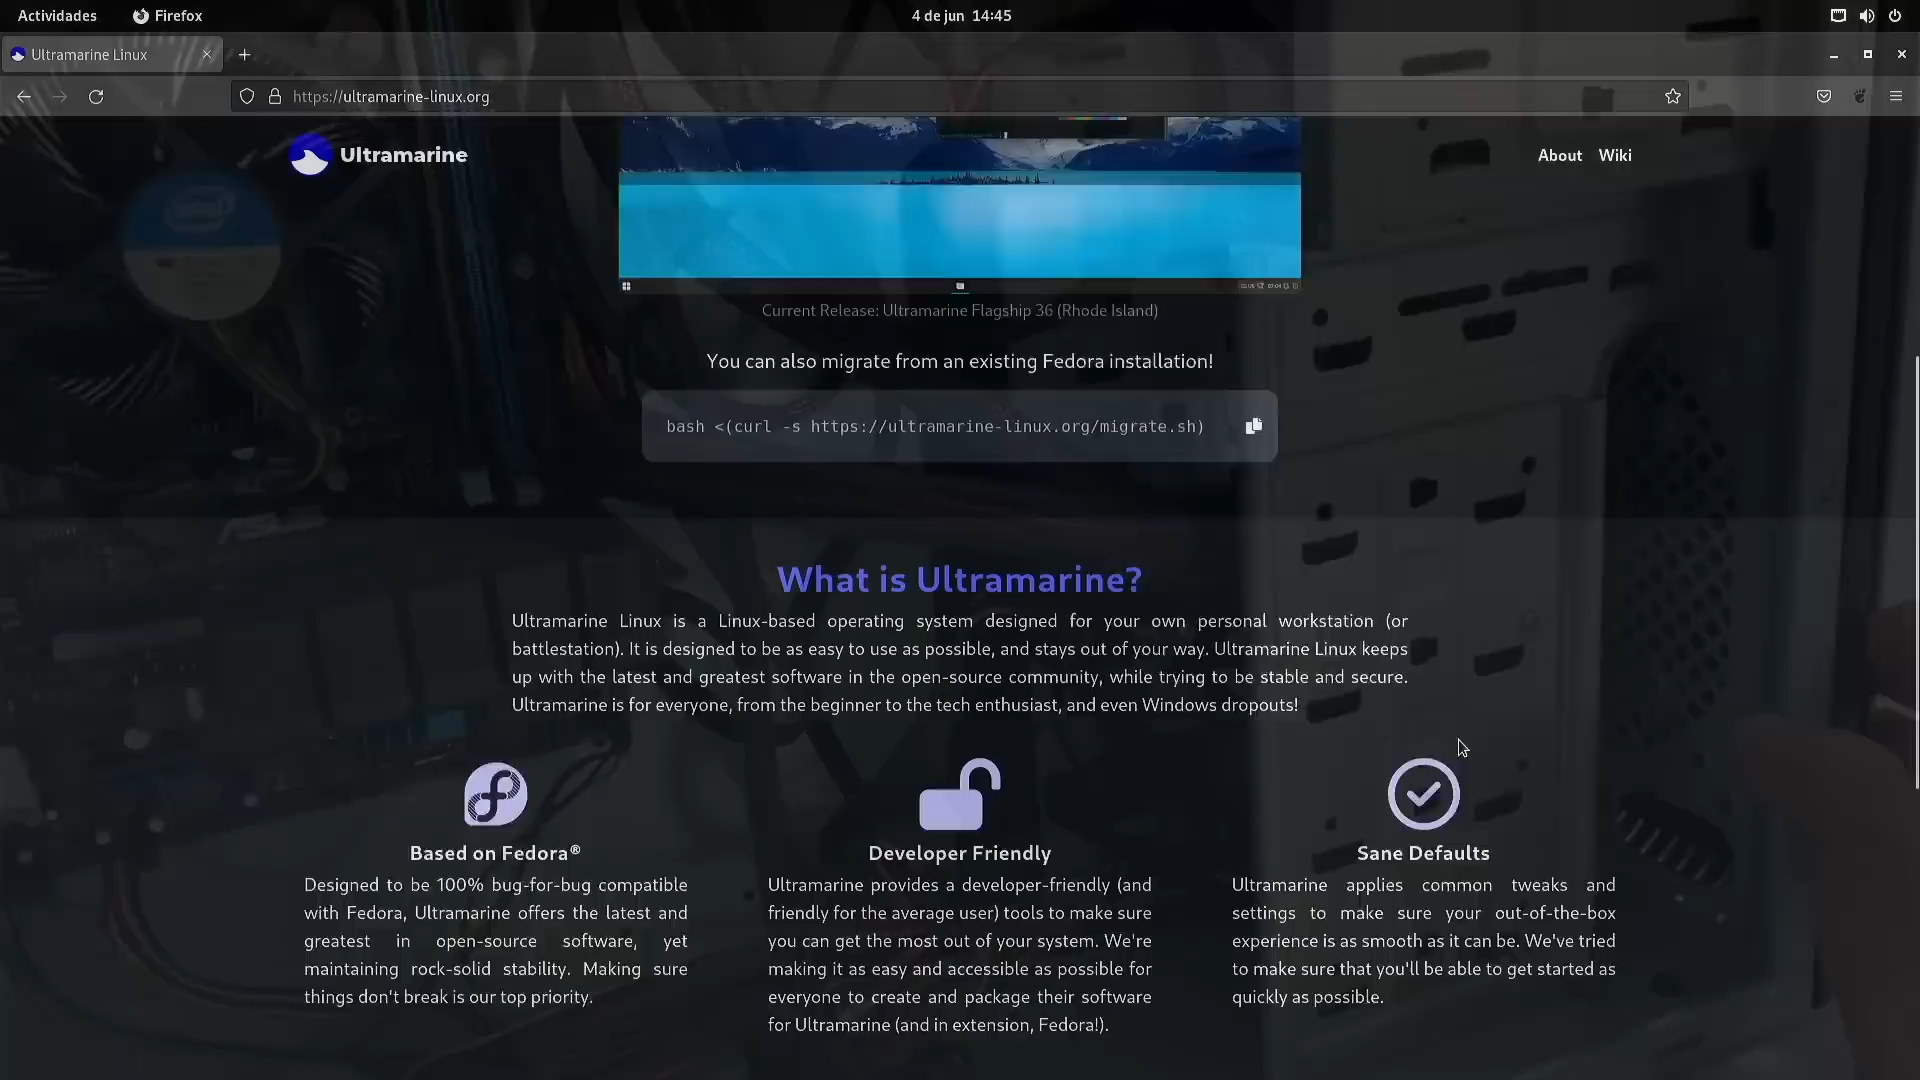 Actividades Firefox 4 de jun 14:45
Ultramarine Linux
https://ultramarine-linux.org
Ultramarine About Wiki
Current Release: Ultramarine Flagship 36 (Rhode Island)
You can also migrate from an existing Fedora installation!
bash <(curl -s https://ultramarine-linux.org/migrate.sh)
What is Ultramarine?
Ultramarine Linux is a Linux-based operating system designed for your own personal workstation (or
battlestation). It is designed to be as easy to use as possible, and stays out of your way. Ultramarine Linux keeps
up with the latest and greatest software in the open-source community, while trying to be stable and secure.
Ultramarine is for everyone, from the beginner to the tech enthusiast, and even Windows dropouts!
Based on Fedora®
Designed to be 100% bug-for-bug compatible
with Fedora, Ultramarine offers the latest and
greatest in open-source software, yet
maintaining rock-solid stability. Making sure
things don't break is our top priority.
Developer Friendly
Ultramarine provides a developer-friendly (and
friendly for the average user) tools to make sure
you can get the most out of your system. We're
making it as easy and accessible as possible for
everyone to create and package their software
for Ultramarine (and in extension, Fedora!).
Sane Defaults
Ultramarine applies common tweaks and
settings to make sure your out-of-the-box
experience is as smooth as it can be. We've tried
to make sure that you'll be able to get started as
quickly as possible.